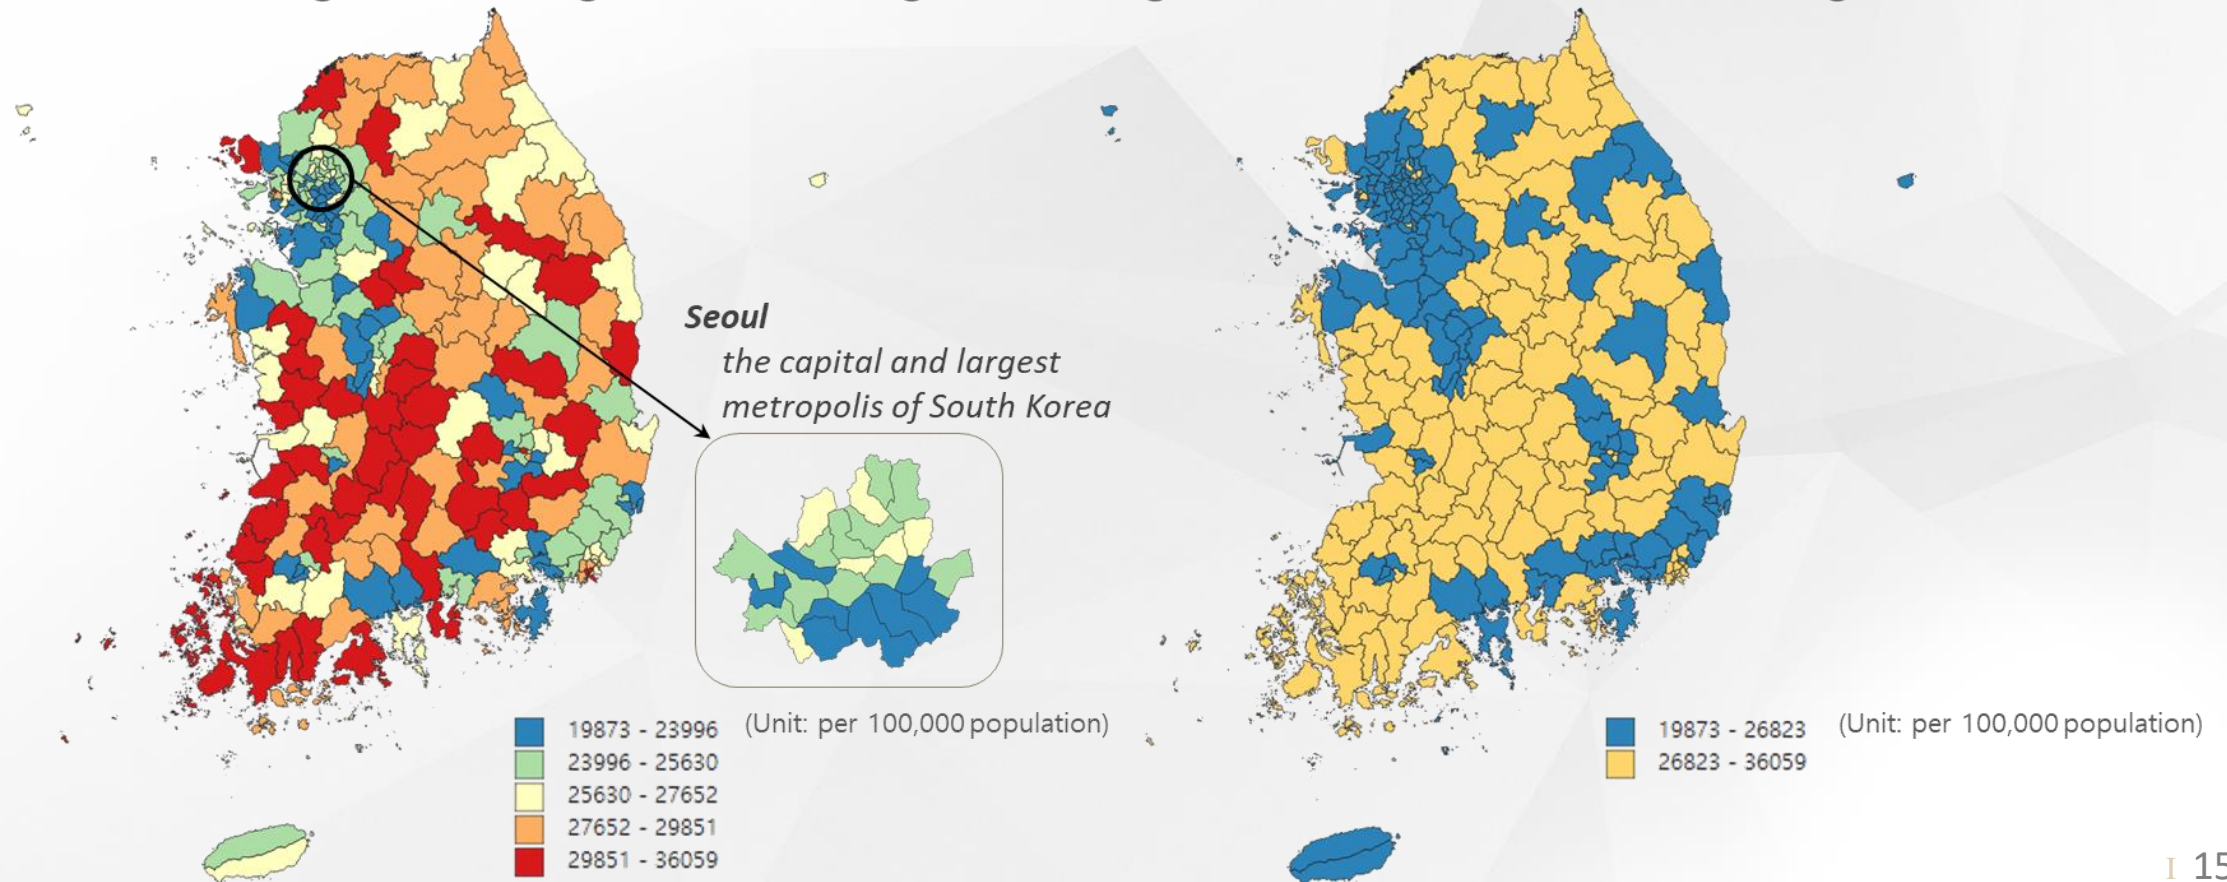 Seoul
the capital and largest
metropolis of South Korea
19873 - 23996
(Unit: per 100,000 population)
23996 - 25630
25630 - 27652
27652 - 29851
29851 - 36059
19873 - 26823
(Unit: per 100,000 population)
26823 - 36059
I 15